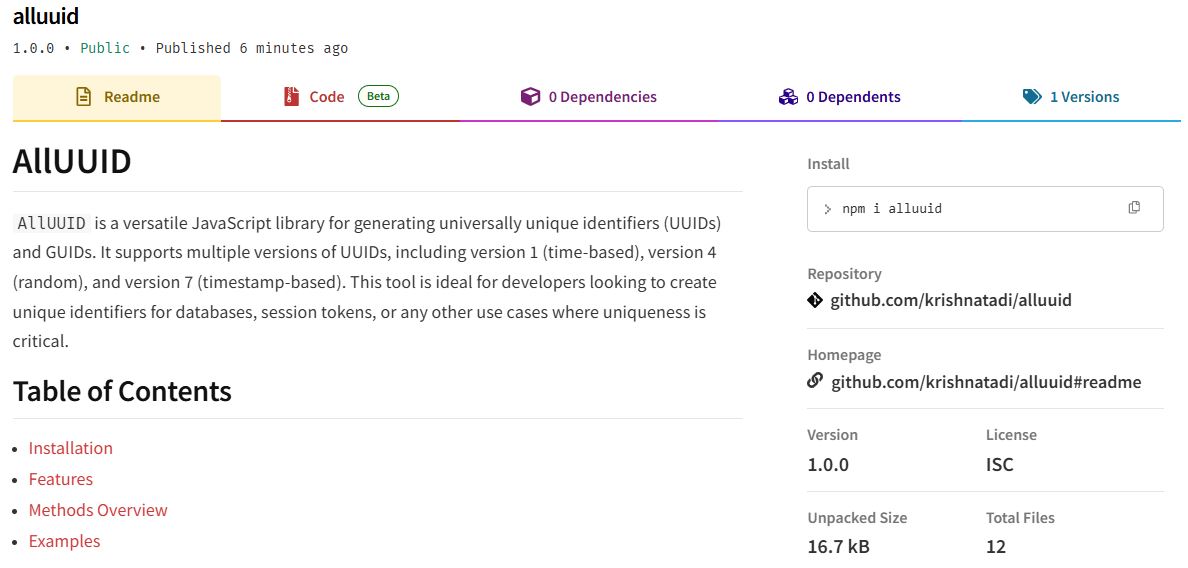 alluuid
1.0.0 • Public • Published 6 minutes ago
Readme
Code Beta
0 Dependencies
0 Dependents
1 Versions
AllUUID
AllUUID is a versatile JavaScript library for generating universally unique identifiers (UUIDs)
and GUIDs. It supports multiple versions of UUIDs, including version 1 (time-based), version 4
(random), and version 7 (timestamp-based). This tool is ideal for developers looking to create
unique identifiers for databases, session tokens, or any other use cases where uniqueness is
critical.
Table of Contents
• Installation
• Features
• Methods Overview
• Examples
Install
> npm i alluuid
Repository
github.com/krishnatadi/alluuid
Homepage
github.com/krishnatadi/alluuid#readme
Version
1.0.0
License
ISC
Unpacked Size
16.7 kB
Total Files
12